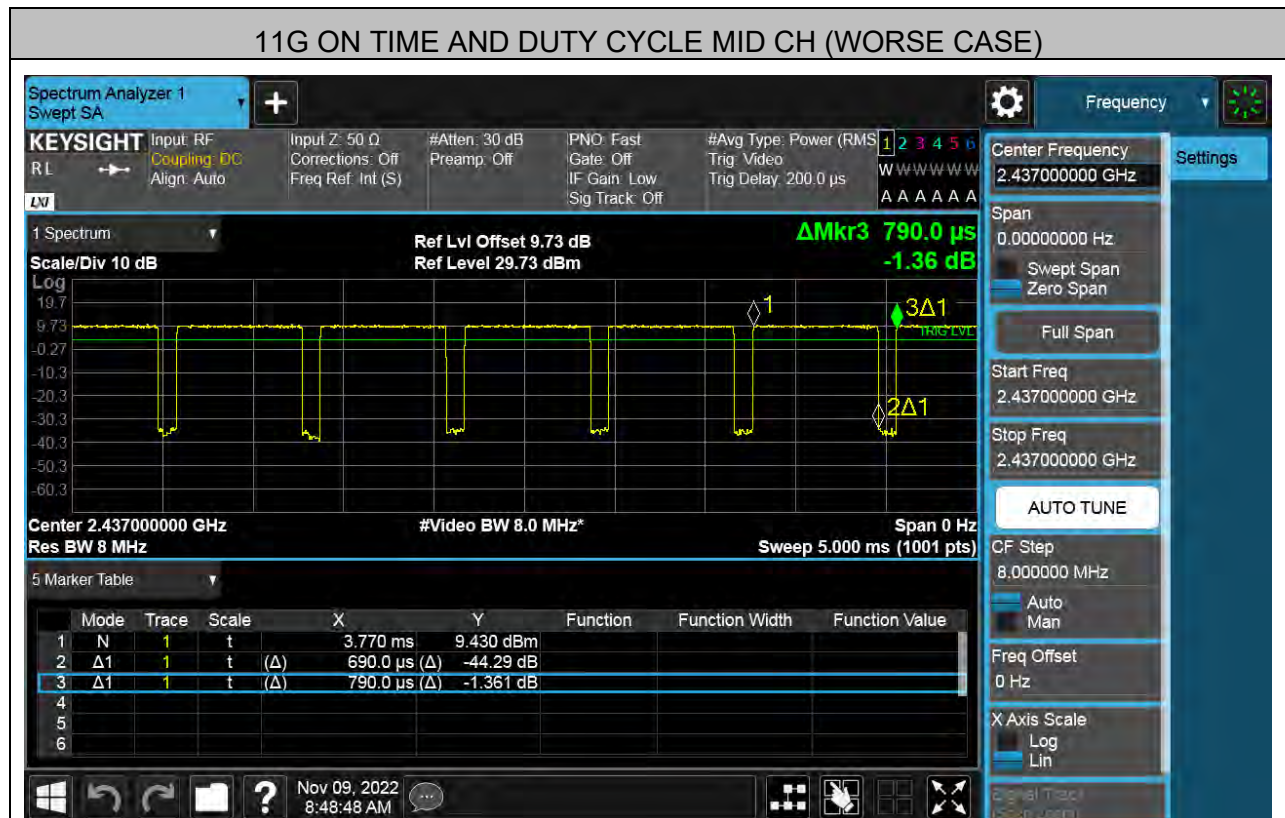 11G ON TIME AND DUTY CYCLE MID CH (WORSE CASE)
Spectrum Analyzer 1
Swept SA
+
Frequency
KEYSIGHT
RL
LXI
Input: RF
Coupling: DC
Align: Auto
Input Z: 50 Ω
Corrections: Off
Freq Ref: Int (S)
#Atten: 30 dB
Preamp: Off
PNO: Fast
Gate: Off
IF Gain: Low
Sig Track: Off
#Avg Type: Power (RMS
Trig: Video
Trig Delay: 200.0 µs
1 2 3 4 5 6
W W W W W W
A A A A A A
1 Spectrum
Scale/Div 10 dB
Ref Lvl Offset 9.73 dB
Ref Level 29.73 dBm
ΔMkr3 790.0 µs
-1.36 dB
Log
19.7
9.73
-0.27
-10.3
-20.3
-30.3
-40.3
-50.3
-60.3
1
3Δ1
TRIG LVL
2Δ1
Center 2.437000000 GHz
#Video BW 8.0 MHz*
Span 0 Hz
Res BW 8 MHz
Sweep 5.000 ms (1001 pts)
5 Marker Table
Mode Trace Scale X Y Function Function Width Function Value
1 N 1 t 3.770 ms 9.430 dBm
2 Δ1 1 t (Δ) 690.0 µs (Δ) -44.29 dB
3 Δ1 1 t (Δ) 790.0 µs (Δ) -1.361 dB
4
5
6
?
Nov 09, 2022
8:48:48 AM
Center Frequency
2.437000000 GHz
Settings
Span
0.00000000 Hz
Swept Span
Zero Span
Full Span
Start Freq
2.437000000 GHz
Stop Freq
2.437000000 GHz
AUTO TUNE
CF Step
8.000000 MHz
Auto
Man
Freq Offset
0 Hz
X Axis Scale
Log
Lin
Signal Track